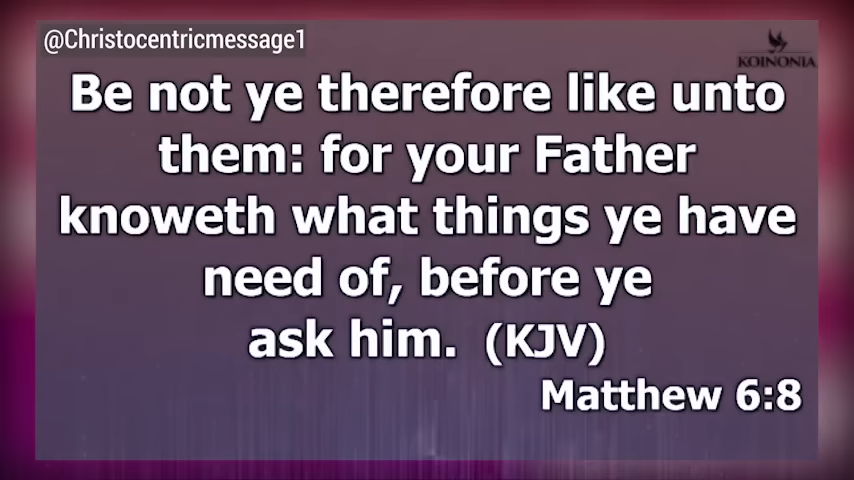 @Christocentricmessage1
KOINONIA
Be not ye therefore like unto
them: for your Father
knoweth what things ye have
need of, before ye
ask him. (KJV)
Matthew 6:8